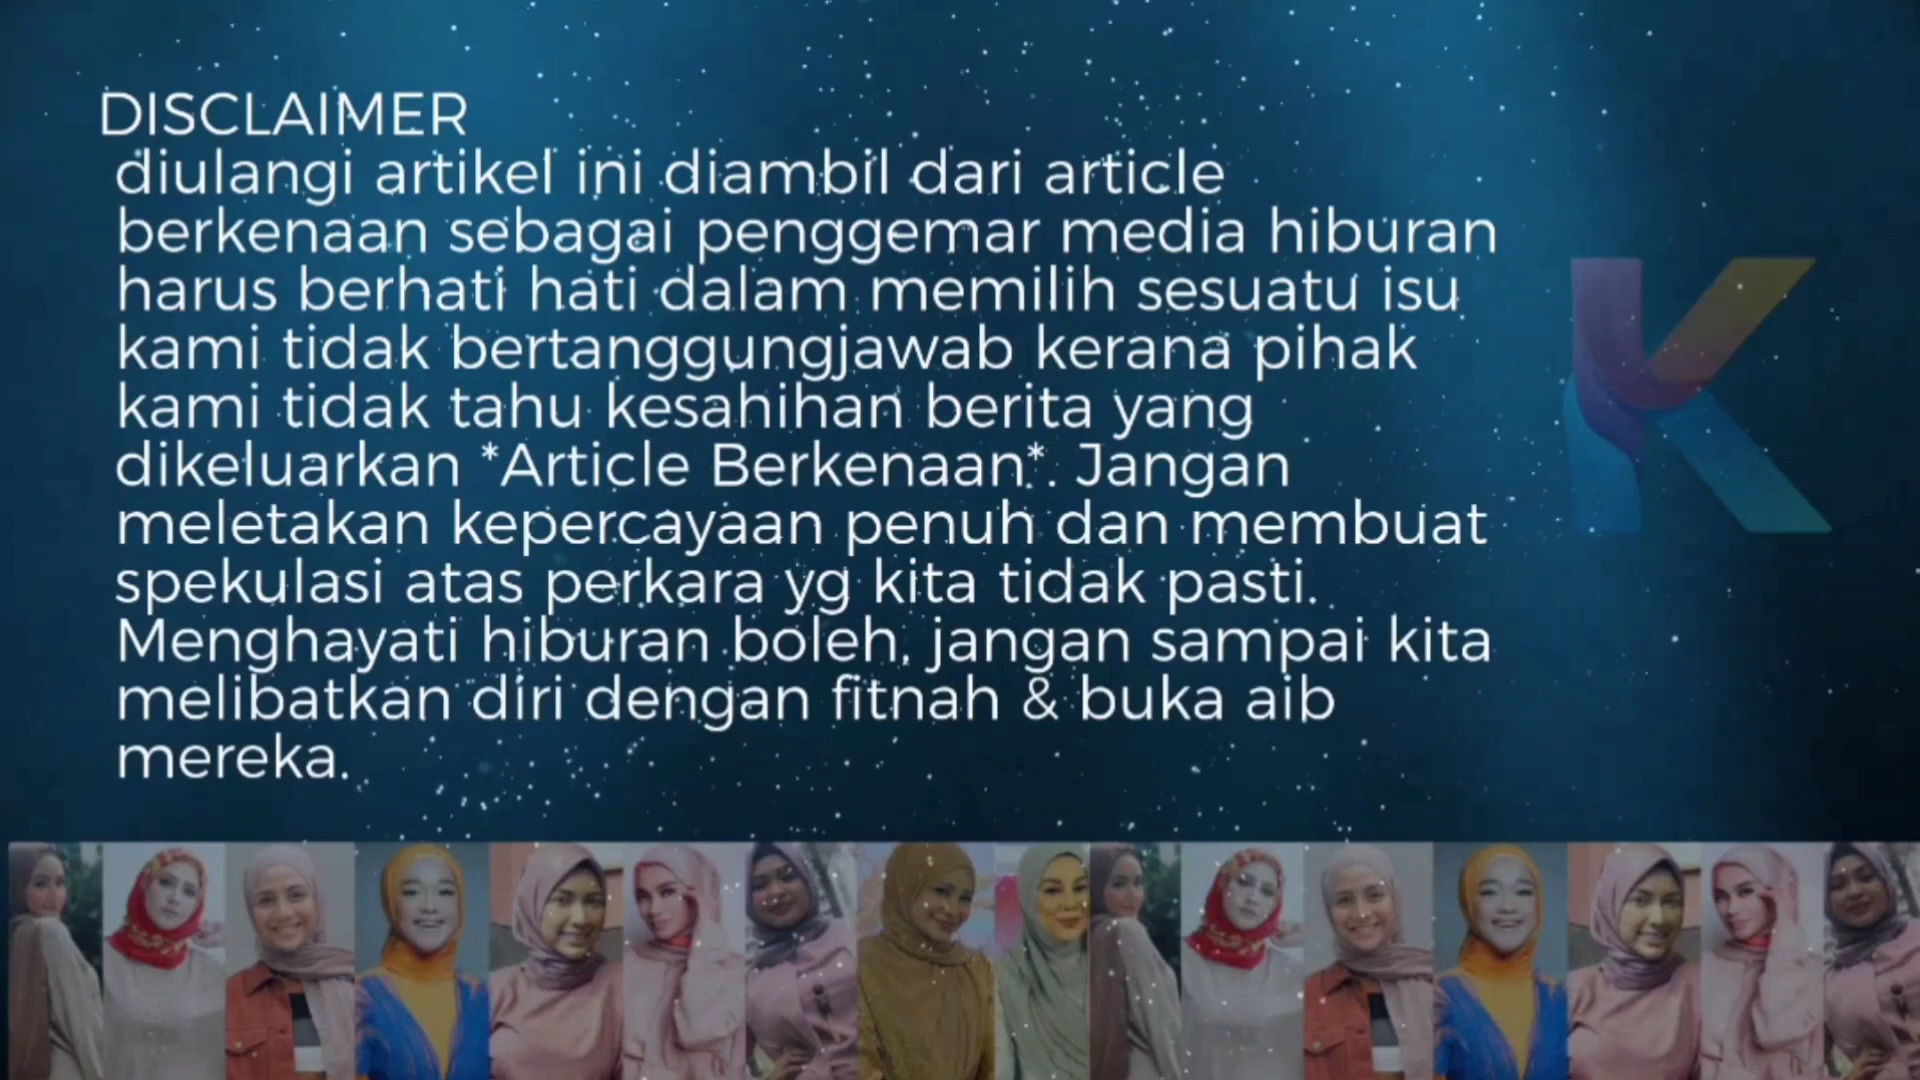 DISCLAIMER
diulangi artikel ini diambil dari article
berkenaan sebagai penggemar media hiburan
harus berhati hati dalam memilih sesuatu isu
kami tidak bertanggungjawab kerana pihak
kami tidak tahu kesahihan berita yang
dikeluarkan *Article Berkenaan*. Jangan
meletakan kepercayaan penuh dan membuat
spekulasi atas perkara yg kita tidak pasti.
Menghayati hiburan boleh, jangan sampai kita
melibatkan diri dengan fitnah & buka aib
mereka.
K